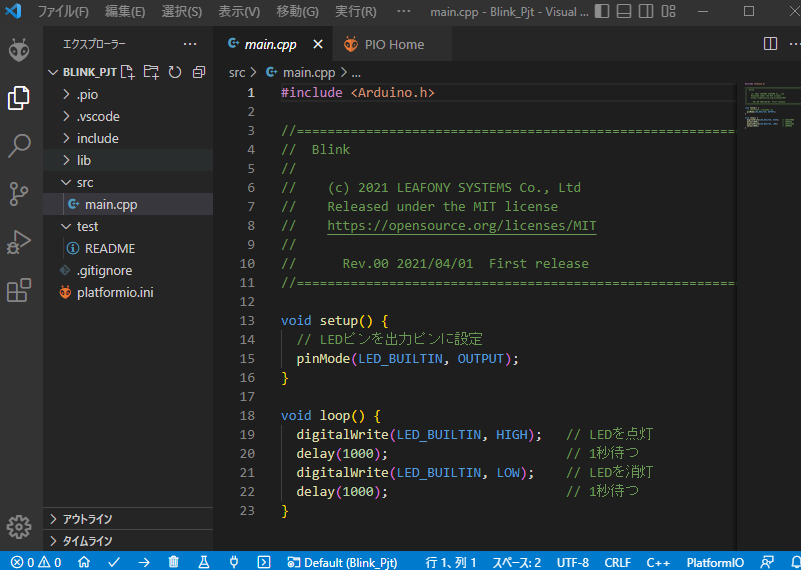 ファイル(F) 編集(E) 選択(S) 表示(V) 移動(G) 実行(R) ··· main.cpp - Blink_Pjt - Visual ...
エクスプローラー ···
BLINK_PJT
.pio
.vscode
include
lib
src
main.cpp
test
README
.gitignore
platformio.ini
アウトライン
タイムライン
main.cpp PIO Home
src > main.cpp > ...
1 #include <Arduino.h>
2
3 //=========================================================
4 //  Blink
5 //
6 //    (c) 2021 LEAFONY SYSTEMS Co., Ltd
7 //    Released under the MIT license
8 //    https://opensource.org/licenses/MIT
9 //
10 //      Rev.00 2021/04/01  First release
11 //=========================================================
12
13 void setup() {
14   // LEDピンを出力ピンに設定
15   pinMode(LED_BUILTIN, OUTPUT);
16 }
17
18 void loop() {
19   digitalWrite(LED_BUILTIN, HIGH);   // LEDを点灯
20   delay(1000);                       // 1秒待つ
21   digitalWrite(LED_BUILTIN, LOW);    // LEDを消灯
22   delay(1000);                       // 1秒待つ
23 }
0 0 Default (Blink_Pjt) 行 1、列 1 スペース: 2 UTF-8 CRLF C++ PlatformIO